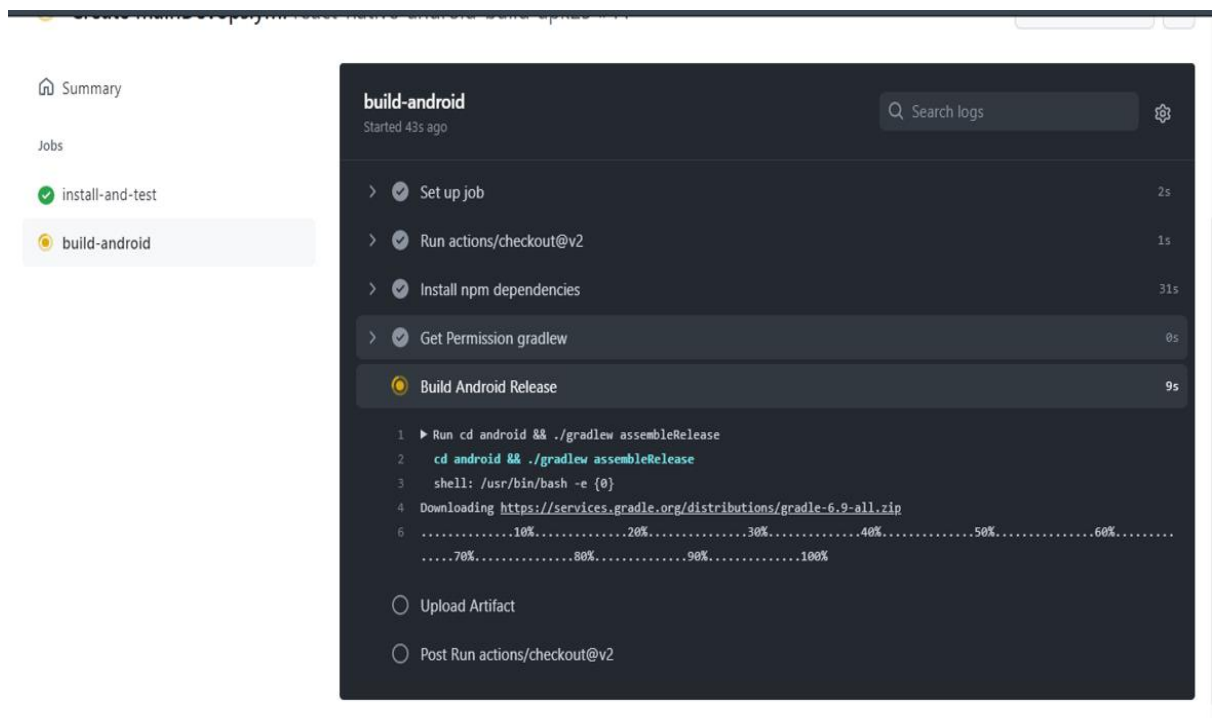 Summary
Jobs
install-and-test
build-android
build-android
Started 43s ago
Search logs
Set up job 2s
Run actions/checkout@v2 1s
Install npm dependencies 31s
Get Permission gradlew 0s
Build Android Release 9s
1 Run cd android && ./gradlew assembleRelease
2 cd android && ./gradlew assembleRelease
3 shell: /usr/bin/bash -e {0}
4 Downloading https://services.gradle.org/distributions/gradle-6.9-all.zip
6 ..............10%..............20%...............30%..............40%..............50%...............60%.........
.....70%...............80%..............90%..............100%
Upload Artifact
Post Run actions/checkout@v2